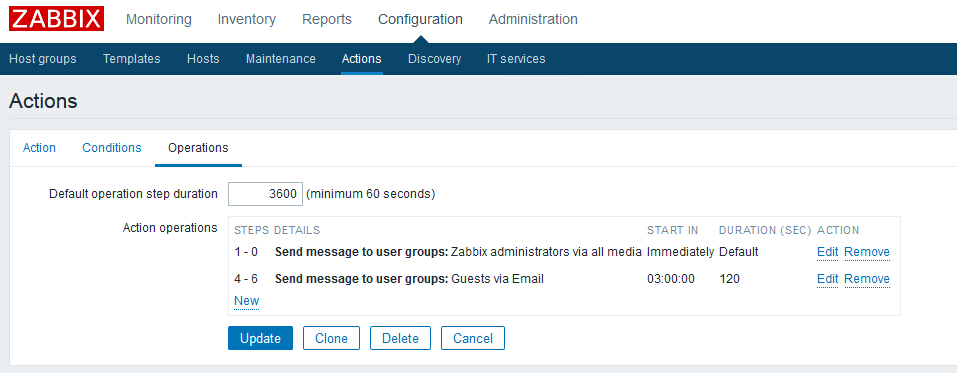 ZABBIX Monitoring Inventory Reports Configuration Administration
Host groups Templates Hosts Maintenance Actions Discovery IT services
Actions
Action Conditions Operations
Default operation step duration 3600 (minimum 60 seconds)
Action operations STEPS DETAILS START IN DURATION (SEC) ACTION
1 - 0 Send message to user groups: Zabbix administrators via all media Immediately Default Edit Remove
4 - 6 Send message to user groups: Guests via Email 03:00:00 120 Edit Remove
New
Update Clone Delete Cancel